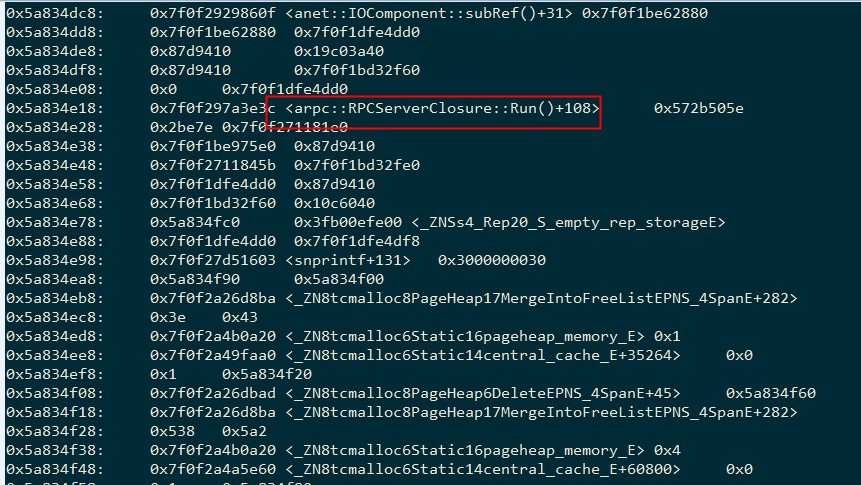 0x5a834dc8: 0x7f0f2929860f <anet::IOComponent::subRef()+31> 0x7f0f1be62880
0x5a834dd8: 0x7f0f1be62880 0x7f0f1dfe4dd0
0x5a834de8: 0x87d9410 0x19c03a40
0x5a834df8: 0x87d9410 0x7f0f1bd32f60
0x5a834e08: 0x0 0x7f0f1dfe4dd0
0x5a834e18: 0x7f0f297a3e3c <arpc::RPCServerClosure::Run()+108> 0x572b505e
0x5a834e28: 0x2be7e 0x7f0f271181e0
0x5a834e38: 0x7f0f1be975e0 0x87d9410
0x5a834e48: 0x7f0f2711845b 0x7f0f1bd32fe0
0x5a834e58: 0x7f0f1dfe4dd0 0x87d9410
0x5a834e68: 0x7f0f1bd32f60 0x10c6040
0x5a834e78: 0x5a834fc0 0x3fb00efe00 <_ZNSs4_Rep20_S_empty_rep_storageE>
0x5a834e88: 0x7f0f1dfe4dd0 0x7f0f1dfe4df8
0x5a834e98: 0x7f0f27d51603 <snprintf+131> 0x3000000030
0x5a834ea8: 0x5a834f90 0x5a834f00
0x5a834eb8: 0x7f0f2a26d8ba <_ZN8tcmalloc8PageHeap17MergeIntoFreeListEPNS_4SpanE+282>
0x5a834ec8: 0x3e 0x43
0x5a834ed8: 0x7f0f2a4b0a20 <_ZN8tcmalloc6Static16pageheap_memory_E> 0x1
0x5a834ee8: 0x7f0f2a49faa0 <_ZN8tcmalloc6Static14central_cache_E+35264> 0x0
0x5a834ef8: 0x1 0x5a834f20
0x5a834f08: 0x7f0f2a26dbad <_ZN8tcmalloc8PageHeap6DeleteEPNS_4SpanE+45> 0x5a834f60
0x5a834f18: 0x7f0f2a26d8ba <_ZN8tcmalloc8PageHeap17MergeIntoFreeListEPNS_4SpanE+282>
0x5a834f28: 0x538 0x5a2
0x5a834f38: 0x7f0f2a4b0a20 <_ZN8tcmalloc6Static16pageheap_memory_E> 0x4
0x5a834f48: 0x7f0f2a4a5e60 <_ZN8tcmalloc6Static14central_cache_E+60800> 0x0